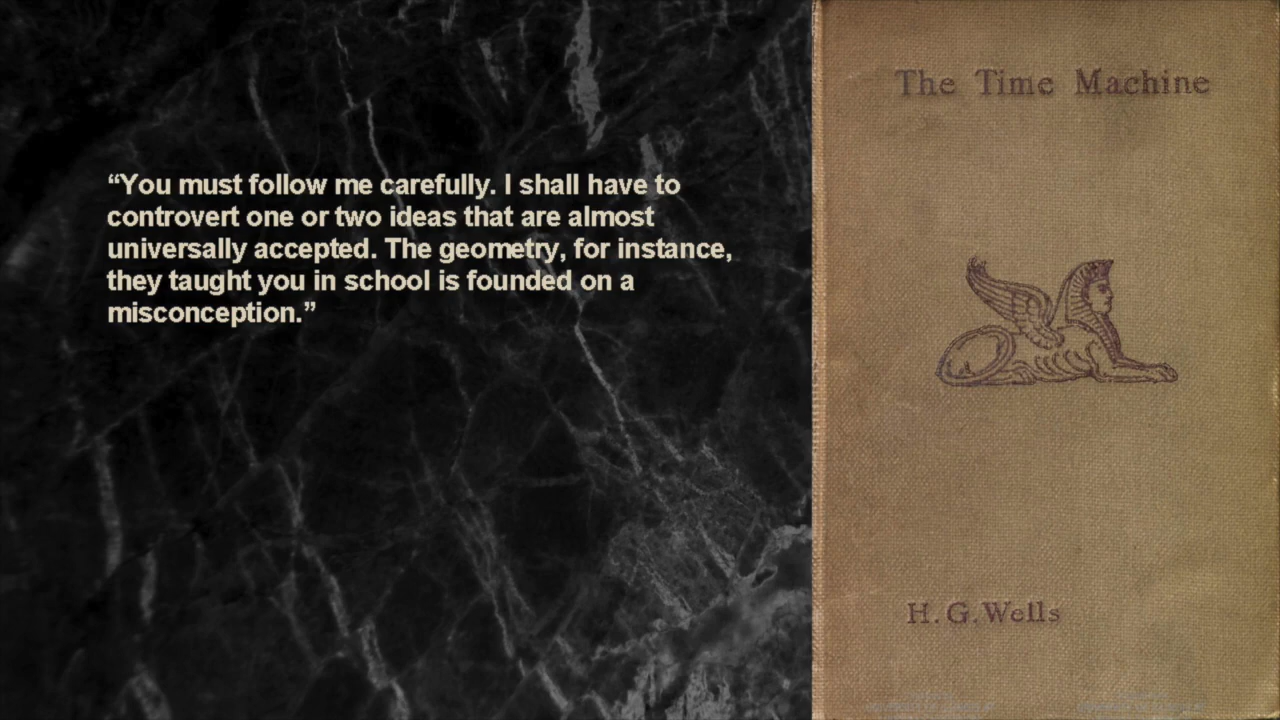 “You must follow me carefully. I shall have to
controvert one or two ideas that are almost
universally accepted. The geometry, for instance,
they taught you in school is founded on a
misconception.”
The Time Machine
H. G. Wells